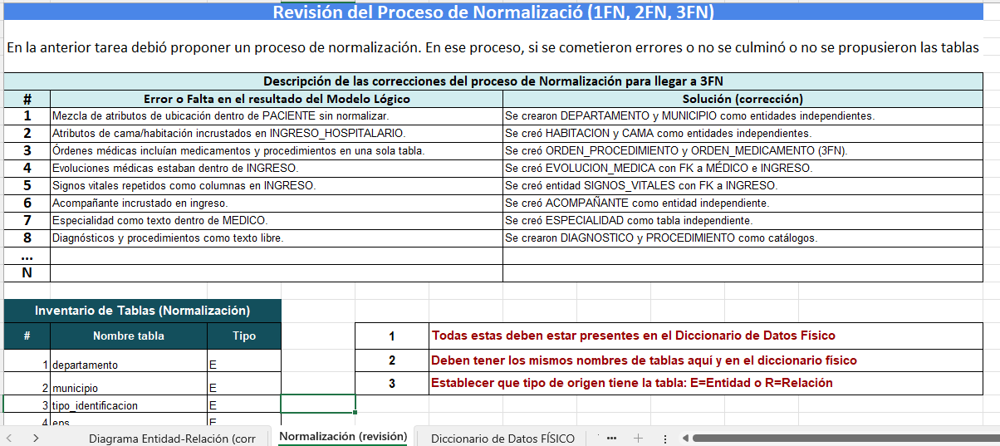 Revisión del Proceso de Normalizació (1FN, 2FN, 3FN)
En la anterior tarea debió proponer un proceso de normalización. En ese proceso, si se cometieron errores o no se culminó o no se propusieron las tablas
Descripción de las correcciones del proceso de Normalización para llegar a 3FN
# Error o Falta en el resultado del Modelo Lógico Solución (corrección)
1 Mezcla de atributos de ubicación dentro de PACIENTE sin normalizar. Se crearon DEPARTAMENTO y MUNICIPIO como entidades independientes.
2 Atributos de cama/habitación incrustados en INGRESO_HOSPITALARIO. Se creó HABITACION y CAMA como entidades independientes.
3 Órdenes médicas incluían medicamentos y procedimientos en una sola tabla. Se creó ORDEN_PROCEDIMIENTO y ORDEN_MEDICAMENTO (3FN).
4 Evoluciones médicas estaban dentro de INGRESO. Se creó EVOLUCION_MEDICA con FK a MÉDICO e INGRESO.
5 Signos vitales repetidos como columnas en INGRESO. Se creó entidad SIGNOS_VITALES con FK a INGRESO.
6 Acompañante incrustado en ingreso. Se creó ACOMPAÑANTE como entidad independiente.
7 Especialidad como texto dentro de MEDICO. Se creó ESPECIALIDAD como tabla independiente.
8 Diagnósticos y procedimientos como texto libre. Se crearon DIAGNOSTICO y PROCEDIMIENTO como catálogos.
...
N
Inventario de Tablas (Normalización)
# Nombre tabla Tipo
1 Todas estas deben estar presentes en el Diccionario de Datos Físico
1 departamento E
2 Deben tener los mismos nombres de tablas aquí y en el diccionario físico
2 municipio E
3 Establecer que tipo de origen tiene la tabla: E=Entidad o R=Relación
3 tipo_identificacion E
4 eps E
Diagrama Entidad-Relación (corr Normalización (revisión) Diccionario de Datos FÍSICO ...